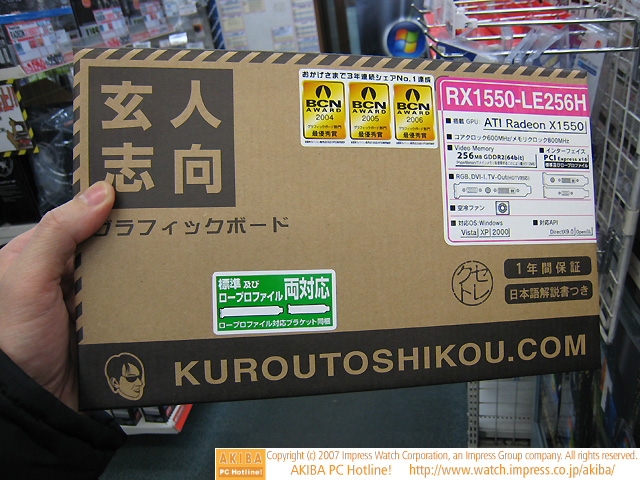 玄人
志向
グラフィックボード
おかげさまで3年連続シェアNo.1達成
BCN
AWARD
2004
最優秀賞
BCN
AWARD
2005
最優秀賞
BCN
AWARD
2006
最優秀賞
RX1550-LE256H
■搭載GPU: ATI Radeon X1550
■コアクロック600MHz/メモリクロック800MHz
■Video Memory
256MB GDDR2(64bit)
■インターフェイス
PCI Express x16
■RGB,DVI-I,TV-Out(HDTV対応)
■空冷ファン
■対応OS:Windows
Vista XP 2000
■対応API
DirectX9.0 OpenGL
標準及び
ロープロファイル 両対応
ロープロファイル対応ブラケット同梱
クセトレ
1年間保証
日本語解説書つき
KUROUTOSHIKOU.COM
AKIBA
PC Hotline!
Copyright (c) 2007 Impress Watch Corporation, an Impress Group company. All rights reserved.
AKIBA PC Hotline! http://www.watch.impress.co.jp/akiba/